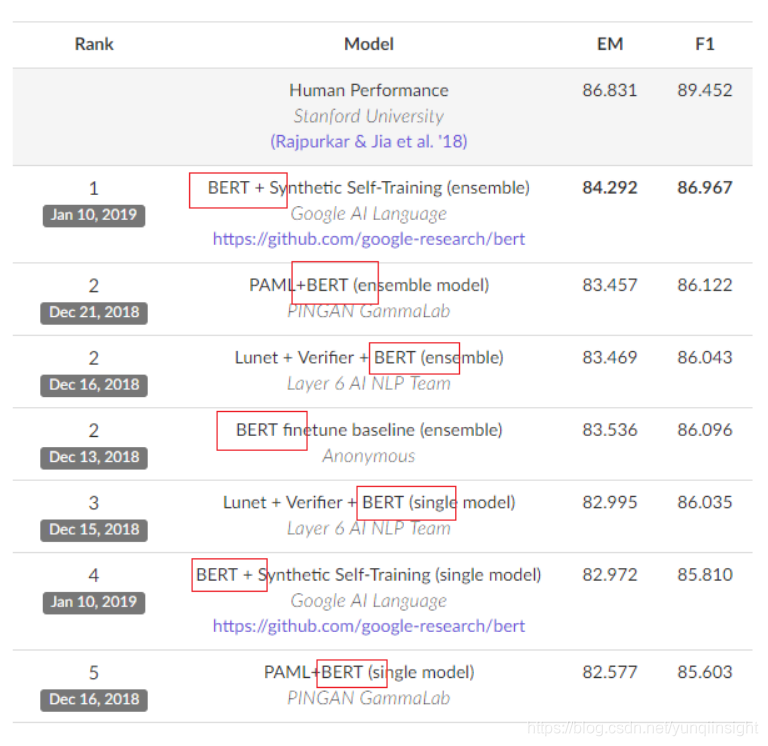 Rank Model EM F1
Human Performance 86.831 89.452
Stanford University
(Rajpurkar & Jia et al. '18)
1 BERT + Synthetic Self-Training (ensemble) 84.292 86.967
Jan 10, 2019 Google AI Language
https://github.com/google-research/bert
2 PAML+BERT (ensemble model) 83.457 86.122
Dec 21, 2018 PINGAN GammaLab
2 Lunet + Verifier + BERT (ensemble) 83.469 86.043
Dec 16, 2018 Layer 6 AI NLP Team
2 BERT finetune baseline (ensemble) 83.536 86.096
Dec 13, 2018 Anonymous
3 Lunet + Verifier + BERT (single model) 82.995 86.035
Dec 15, 2018 Layer 6 AI NLP Team
4 BERT + Synthetic Self-Training (single model) 82.972 85.810
Jan 10, 2019 Google AI Language
https://github.com/google-research/bert
5 PAML+BERT (single model) 82.577 85.603
Dec 16, 2018 PINGAN GammaLab
https://blog.csdn.net/yunqiinsight